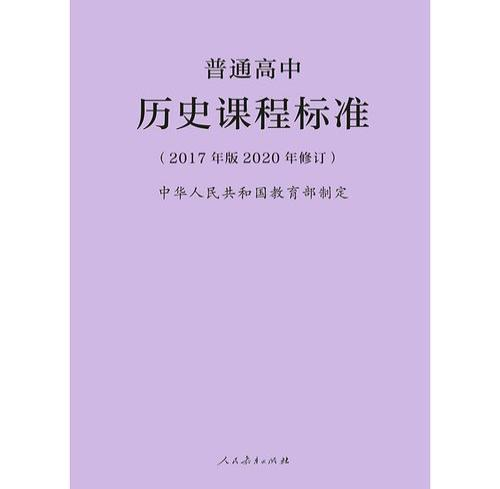 普通高中
历史课程标准
（2017年版2020年修订）
中华人民共和国教育部制定
人民教育出版社